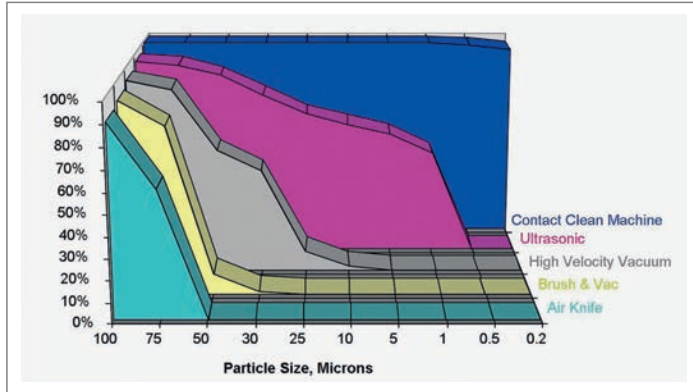 100%
90%
80%
70%
60%
50%
40%
30%
20%
10%
0%
Contact Clean Machine
Ultrasonic
High Velocity Vacuum
Brush & Vac
Air Knife
100 75 50 30 25 10 5 1 0.5 0.2
Particle Size, Microns